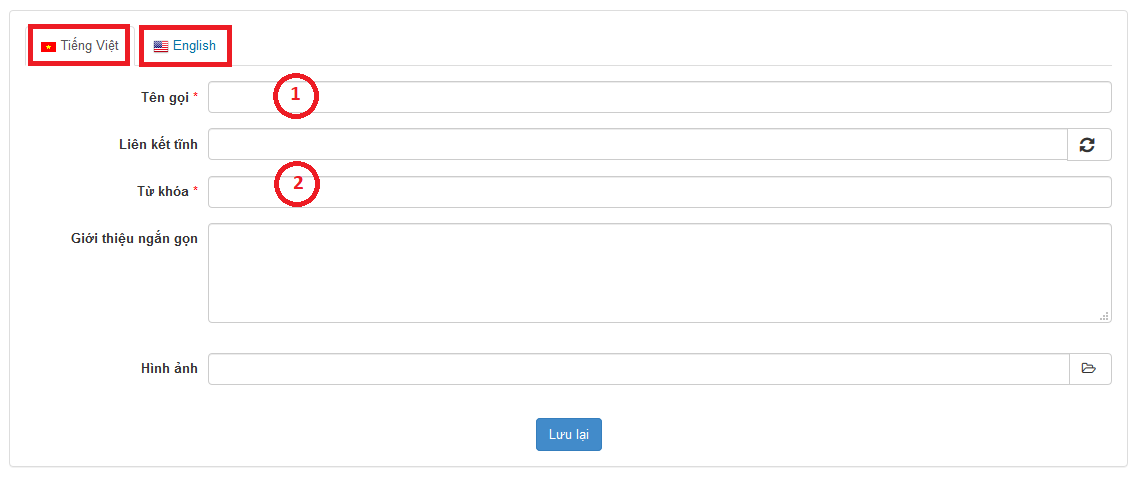 Tiếng Việt English
Tên gọi * 1
Liên kết tĩnh
Từ khóa * 2
Giới thiệu ngắn gọn
Hình ảnh
Lưu lại